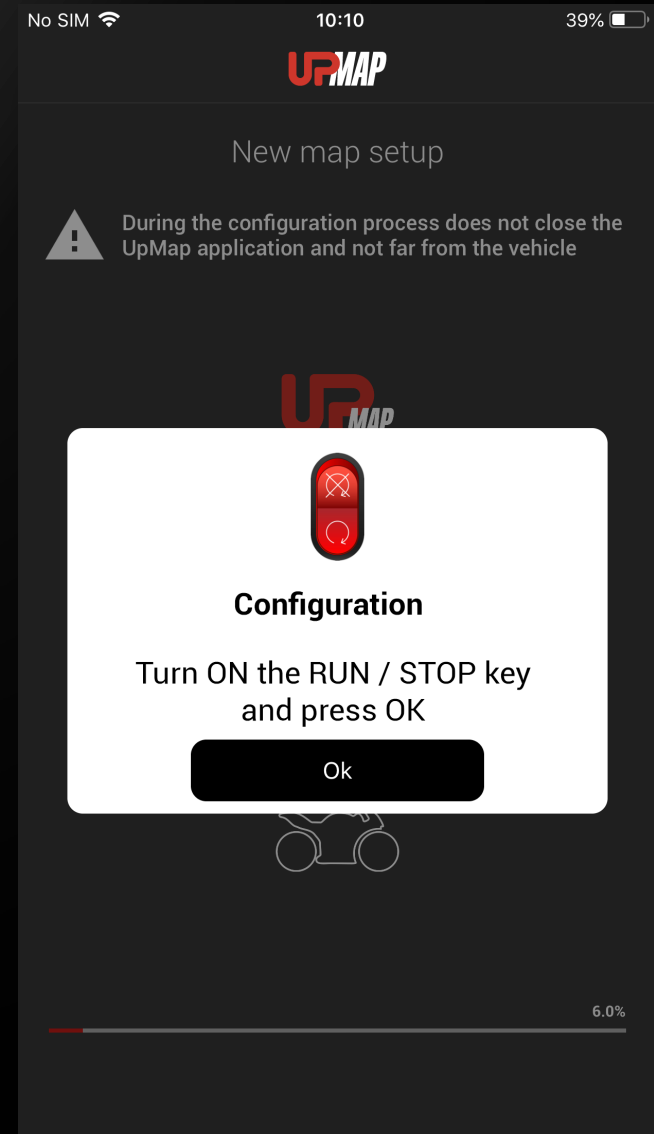 No SIM 10:10 39%
UPMAP
New map setup
During the configuration process does not close the
UpMap application and not far from the vehicle
UP
MAP
Configuration
Turn ON the RUN / STOP key
and press OK
Ok
6.0%